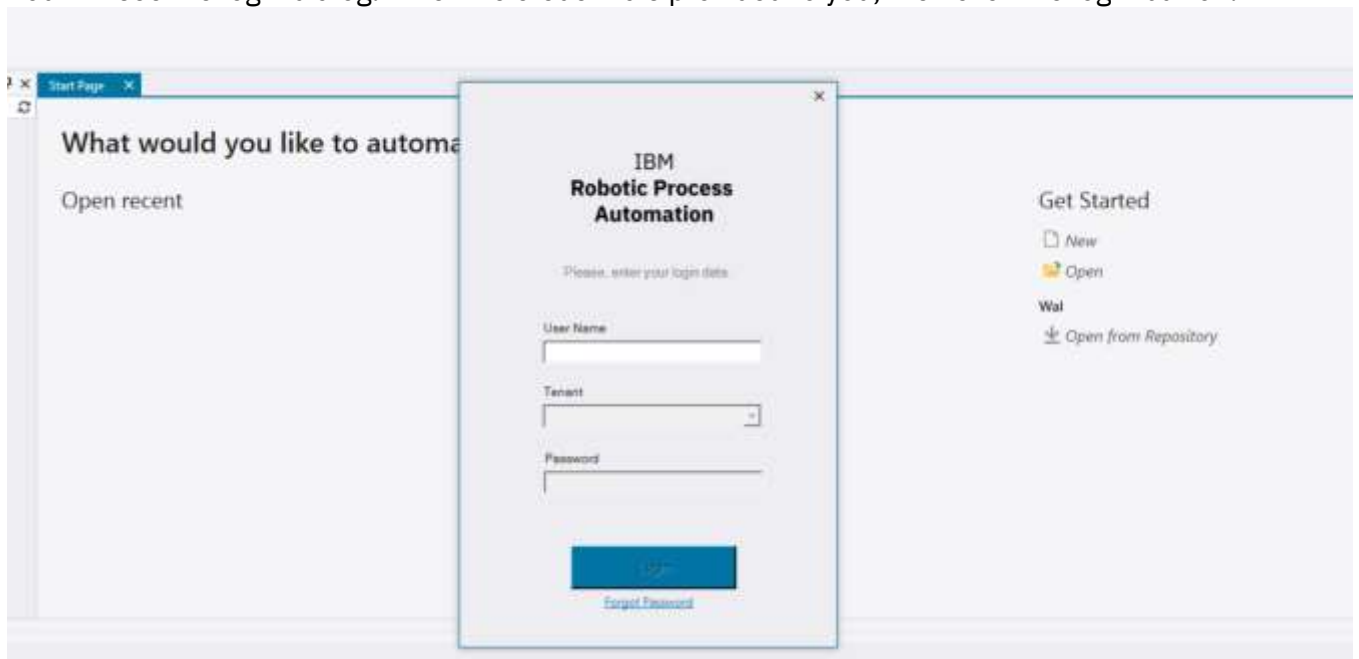 Start Page
What would you like to automa
Open recent
IBM
Robotic Process
Automation
Please, enter your login data
User Name
Tenant
Password
Forgot Password
Get Started
New
Open
Wal
Open from Repository